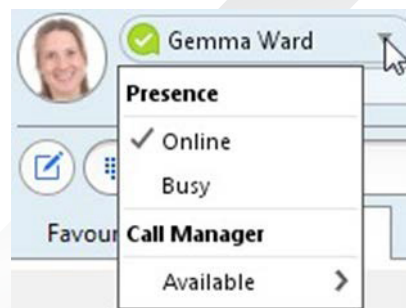 Gemma Ward
Presence
Online
Busy
Favour
Call Manager
Available